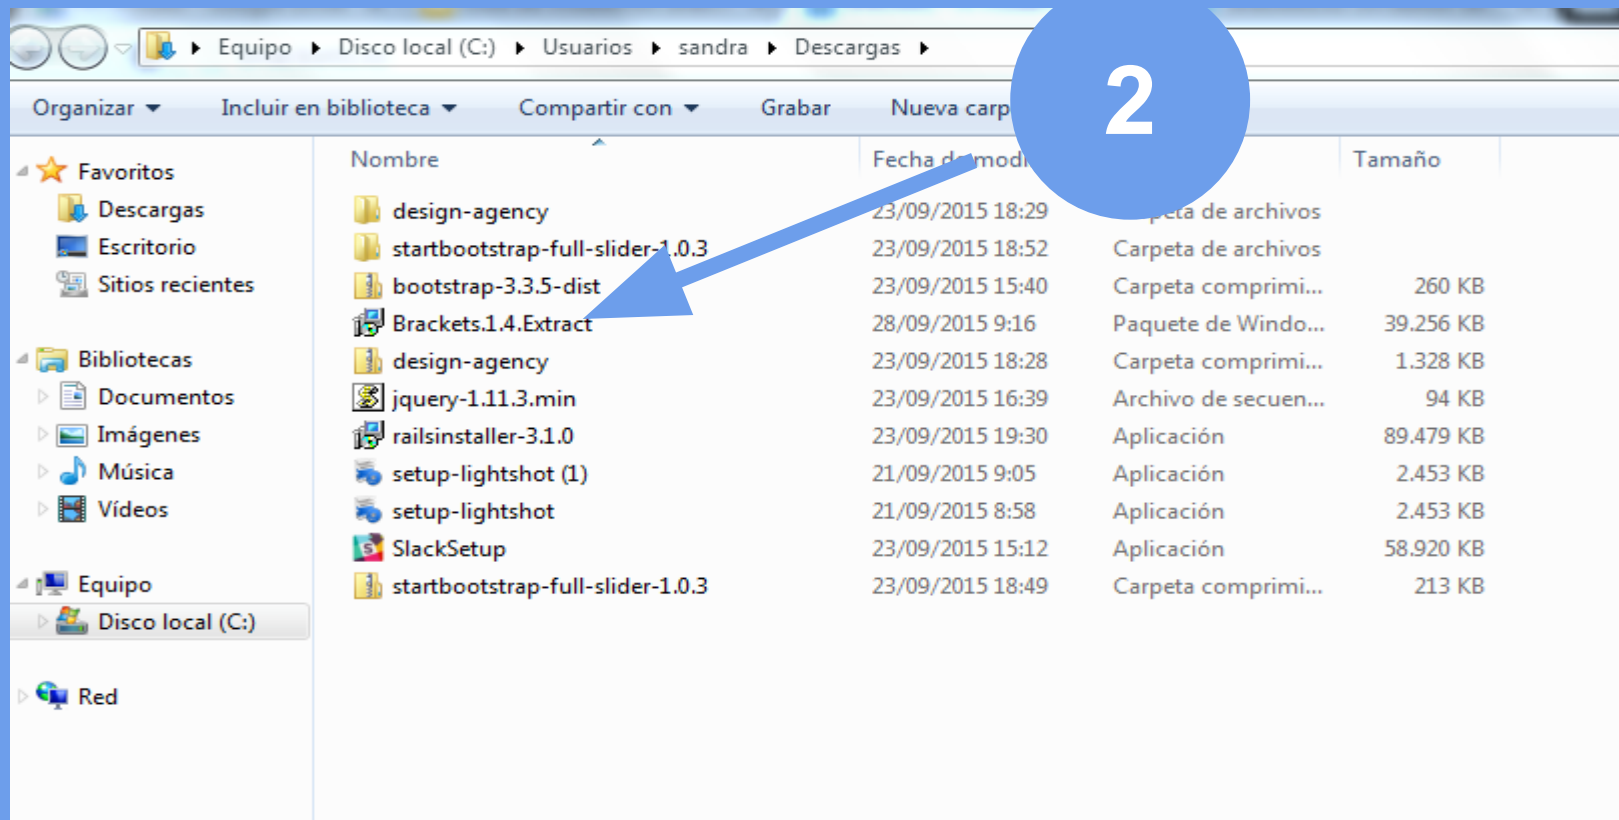 Equipo Disco local (C:) Usuarios sandra Descargas
2
Organizar Incluir en biblioteca Compartir con Grabar Nueva carp
Nombre Fecha de modi Tamaño
Favoritos
Descargas
Escritorio
Sitios recientes
Bibliotecas
Documentos
Imágenes
Música
Vídeos
Equipo
Disco local (C:)
Red
design-agency 23/09/2015 18:29 Carpeta de archivos
startbootstrap-full-slider-1.0.3 23/09/2015 18:52 Carpeta de archivos
bootstrap-3.3.5-dist 23/09/2015 15:40 Carpeta comprimi... 260 KB
Brackets.1.4.Extract 28/09/2015 9:16 Paquete de Windo... 39.256 KB
design-agency 23/09/2015 18:28 Carpeta comprimi... 1.328 KB
jquery-1.11.3.min 23/09/2015 16:39 Archivo de secuen... 94 KB
railsinstaller-3.1.0 23/09/2015 19:30 Aplicación 89.479 KB
setup-lightshot (1) 21/09/2015 9:05 Aplicación 2.453 KB
setup-lightshot 21/09/2015 8:58 Aplicación 2.453 KB
SlackSetup 23/09/2015 15:12 Aplicación 58.920 KB
startbootstrap-full-slider-1.0.3 23/09/2015 18:49 Carpeta comprimi... 213 KB